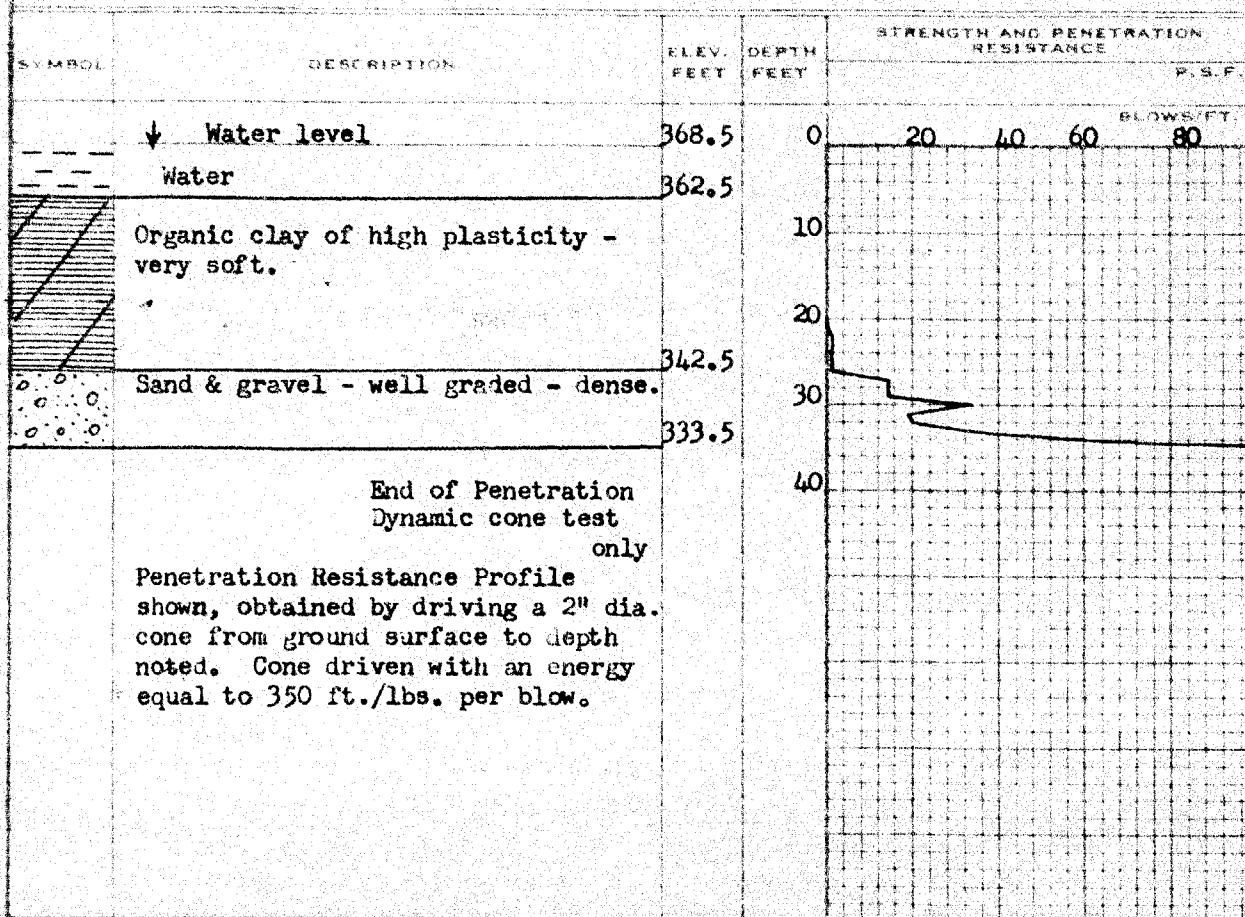 SYMBOL DESCRIPTION ELEV. FEET DEPTH FEET STRENGTH AND PENETRATION RESISTANCE
P.S.F.
BLOWS/FT.
Water level 368.5 0 20 40 60 80
Water 362.5
Organic clay of high plasticity - 10
very soft.
20
342.5
Sand & gravel - well graded - dense. 30
333.5
40
End of Penetration
Dynamic cone test
only
Penetration Resistance Profile
shown, obtained by driving a 2" dia.
cone from ground surface to depth
noted. Cone driven with an energy
equal to 350 ft./lbs. per blow.